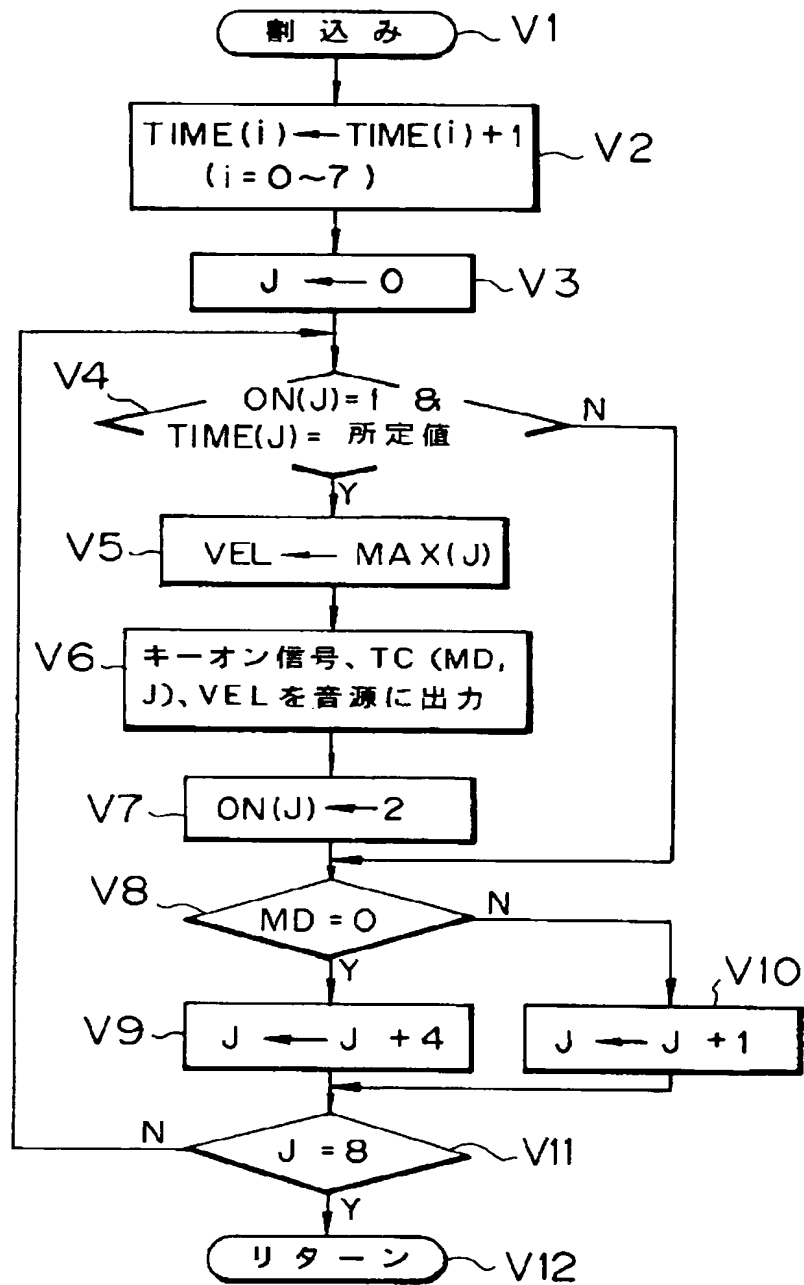 割込み
V1
TIME(i)←TIME(i)+1
(i=0~7)
V2
J ← 0
V3
V4
ON(J)=1 &
TIME(J)= 所定値
N
Y
V5
VEL ← MAX(J)
V6
キーオン信号、TC (MD,
J)、VELを音源に出力
V7
ON(J)←2
V8
MD=0
N
Y
V9
J ← J +4
V10
J ← J +1
N
J =8
V11
Y
リターン
V12